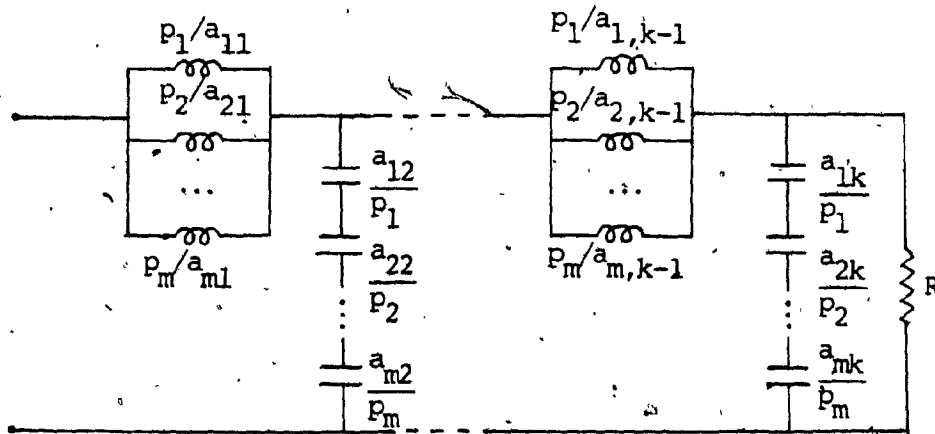 p₁/a₁₁
p₂/a₂₁
...
pₘ/aₘ₁
a₁₂
p₁
a₂₂
p₂
aₘ₂
pₘ
p₁/a₁,ₖ₋₁
p₂/a₂,ₖ₋₁
...
pₘ/aₘ,ₖ₋₁
a₁ₖ
p₁
a₂ₖ
p₂
aₘₖ
pₘ
R